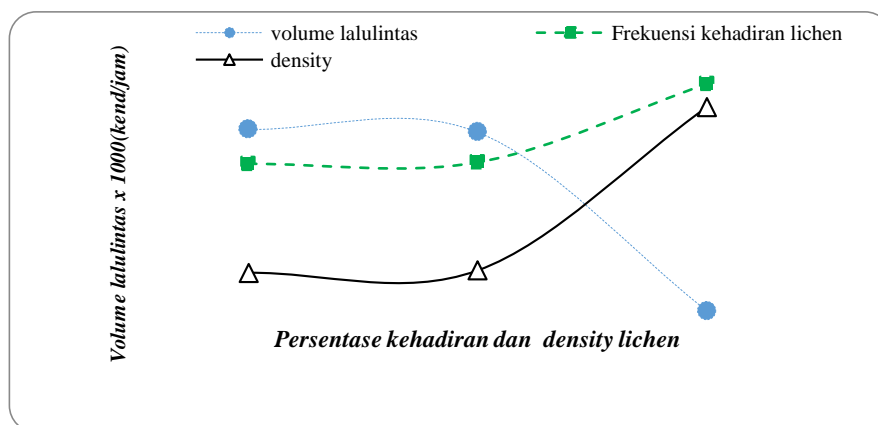 volume lalulintas
Frekuensi kehadiran lichen
density
Volume lalulintas x 1000(kend/jam)
Persentase kehadiran dan density lichen